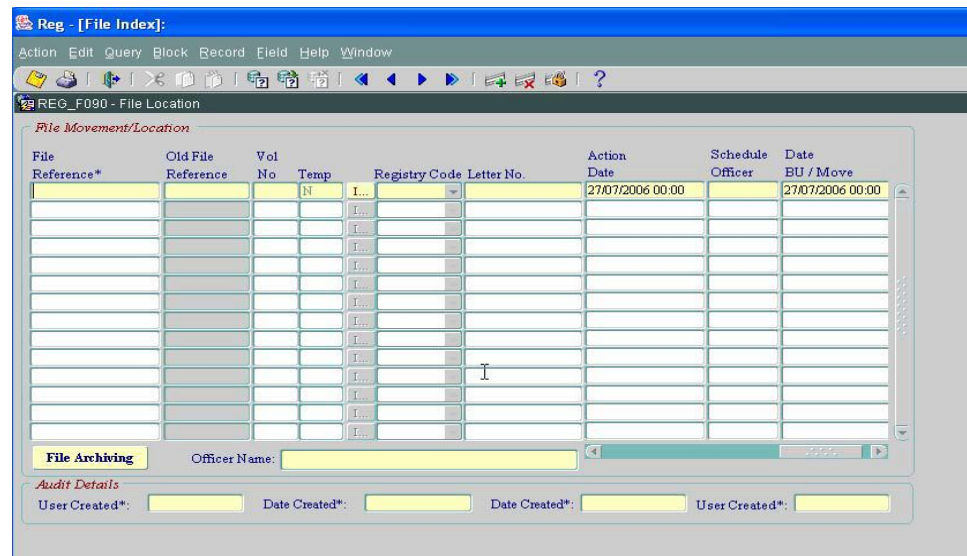 Reg - [File Index]:
Action Edit Query Block Record Field Help Window
REG_F090 - File Location
File Movement/Location
File Reference* Old File Reference Vol No Temp Registry Code Letter No. Action Date Schedule Officer Date BU / Move
N I... 27/07/2006 00:00 27/07/2006 00:00
I...
I...
I...
I...
I...
I...
I...
I...
I...
I...
I...
I...
I...
File Archiving Officer Name:
Audit Details
User Created*: Date Created*: Date Created*: User Created*: